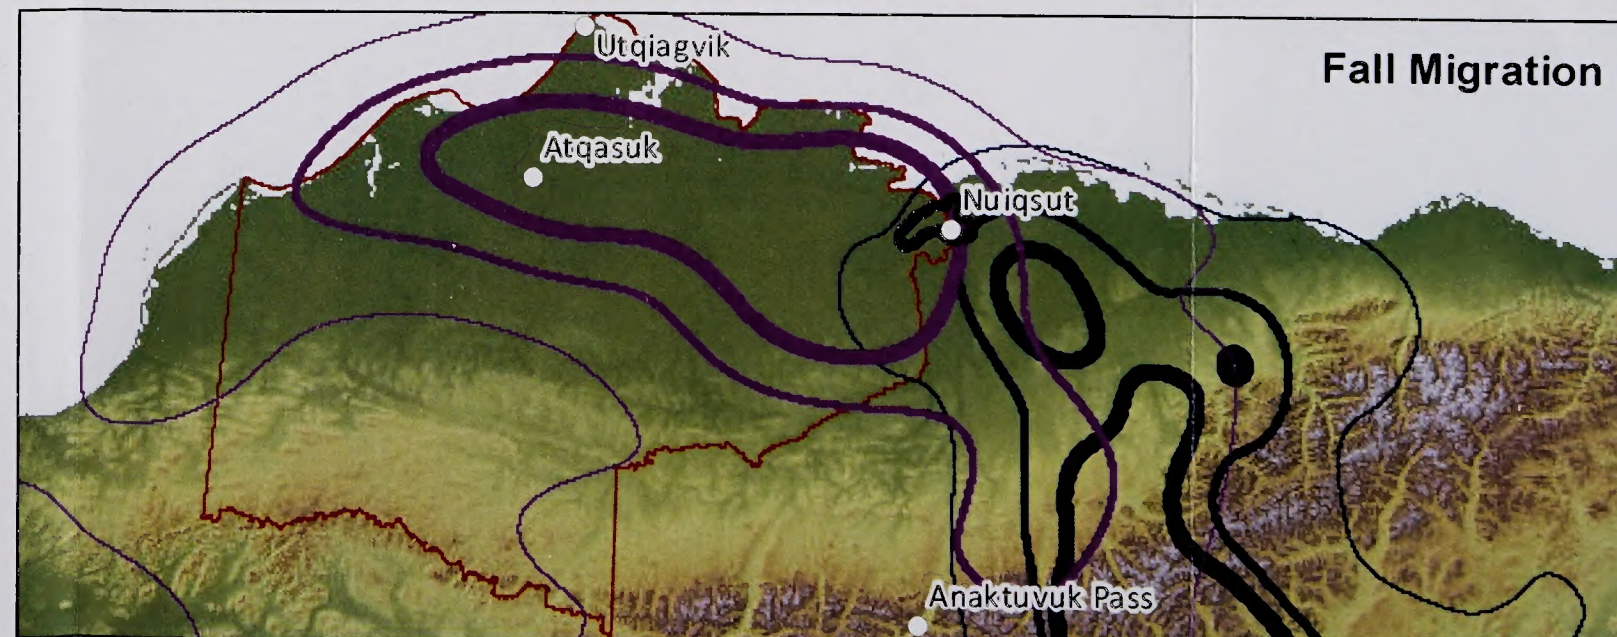 Utqiagvik
Fall Migration
Atqasuk
Nuiqsut
Anaktuvuk Pass